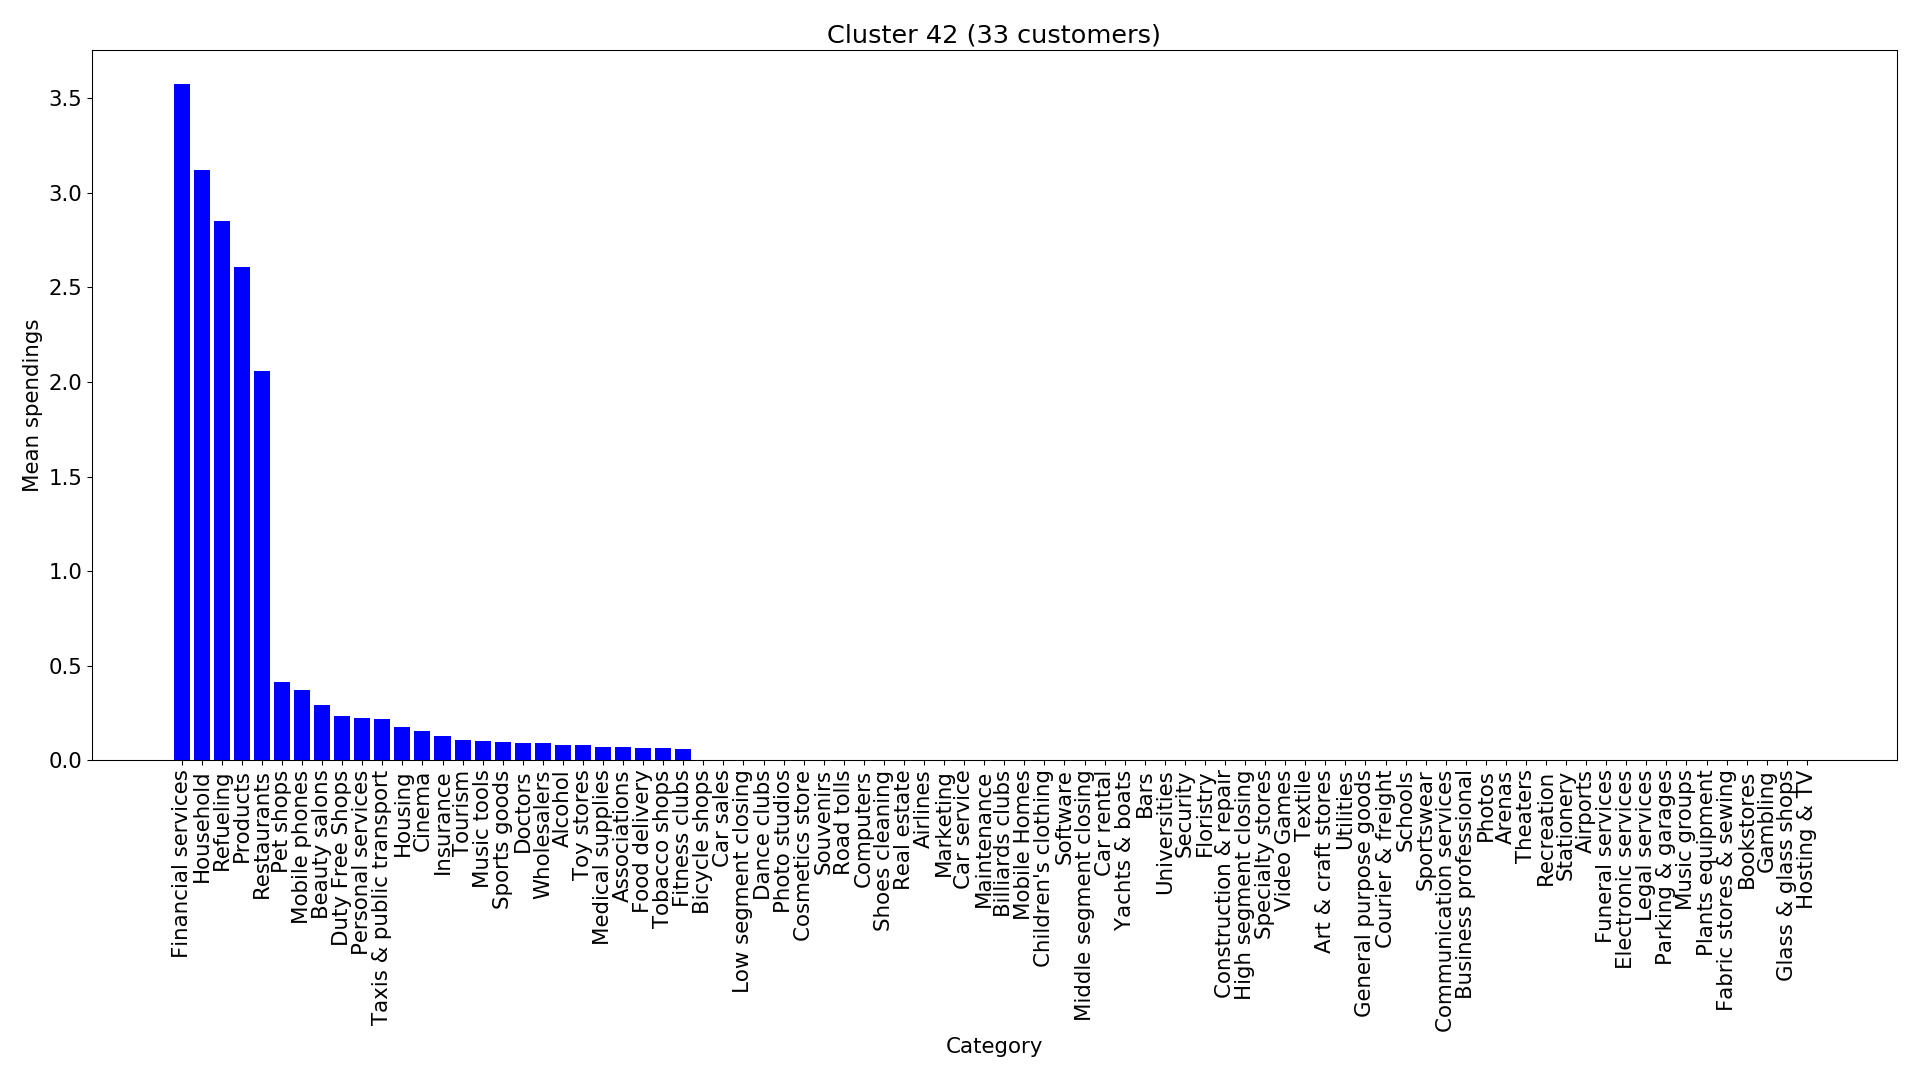 Cluster 42 (33 customers)
Mean spendings
3.5
3.0
2.5
2.0
1.5
1.0
0.5
0.0
Financial services
Household
Refueling
Products
Restaurants
Pet shops
Mobile phones
Beauty salons
Duty Free Shops
Personal services
Taxis & public transport
Housing
Cinema
Insurance
Tourism
Music tools
Sports goods
Doctors
Wholesalers
Alcohol
Toy stores
Medical supplies
Associations
Food delivery
Tobacco shops
Fitness clubs
Bicycle shops
Car sales
Low segment closing
Dance clubs
Photo studios
Cosmetics store
Souvenirs
Road tolls
Computers
Shoes cleaning
Real estate
Airlines
Marketing
Car service
Maintenance
Billiards clubs
Mobile Homes
Children's clothing
Software
Middle segment closing
Car rental
Yachts & boats
Bars
Universities
Security
Floristry
Construction & repair
High segment closing
Specialty stores
Video Games
Textile
Art & craft stores
Utilities
General purpose goods
Courier & freight
Schools
Sportswear
Communication services
Business professional
Photos
Arenas
Theaters
Recreation
Stationery
Airports
Funeral services
Electronic services
Legal services
Parking & garages
Music groups
Plants equipment
Fabric stores & sewing
Bookstores
Gambling
Glass & glass shops
Hosting & TV
Category